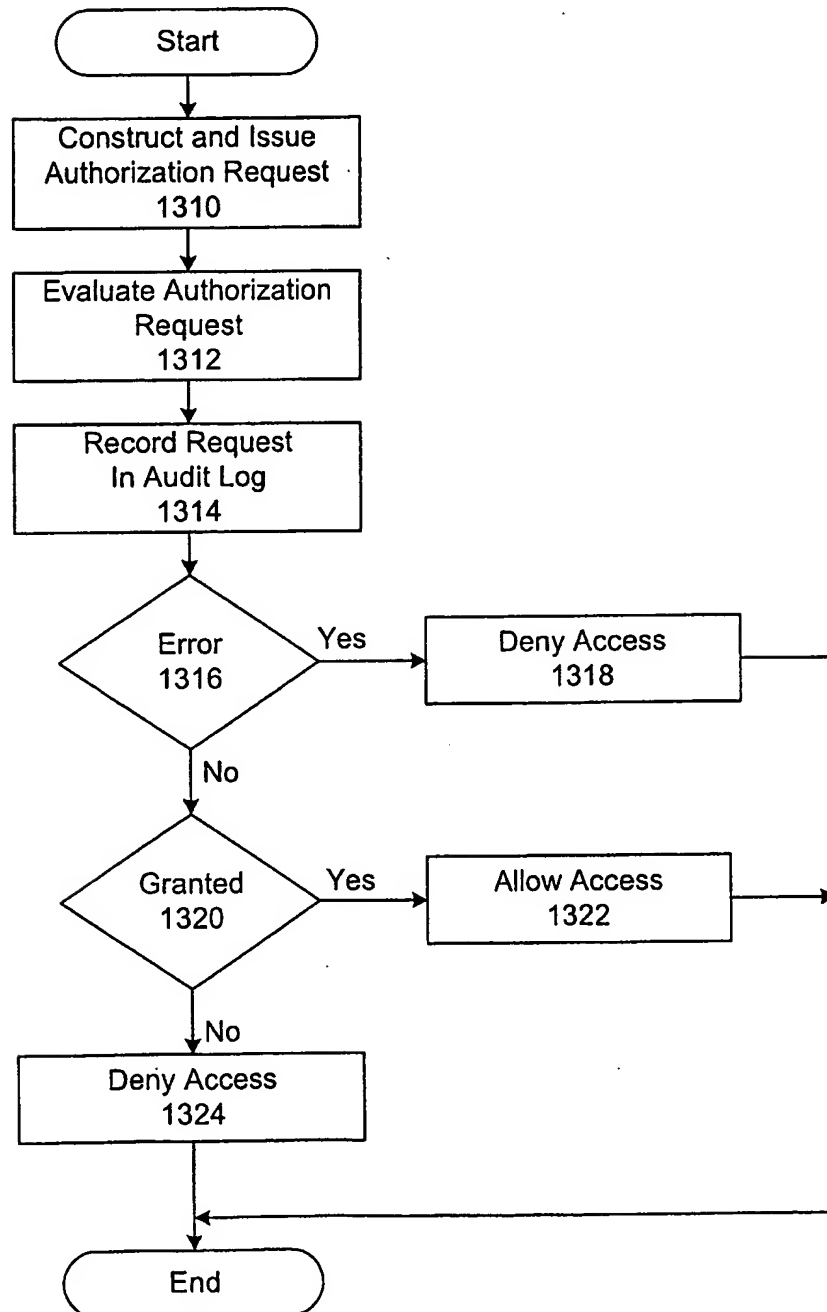 Start
Construct and Issue
Authorization Request
1310
Evaluate Authorization
Request
1312
Record Request
In Audit Log
1314
Error
1316
Yes
Deny Access
1318
No
Granted
1320
Yes
Allow Access
1322
No
Deny Access
1324
End